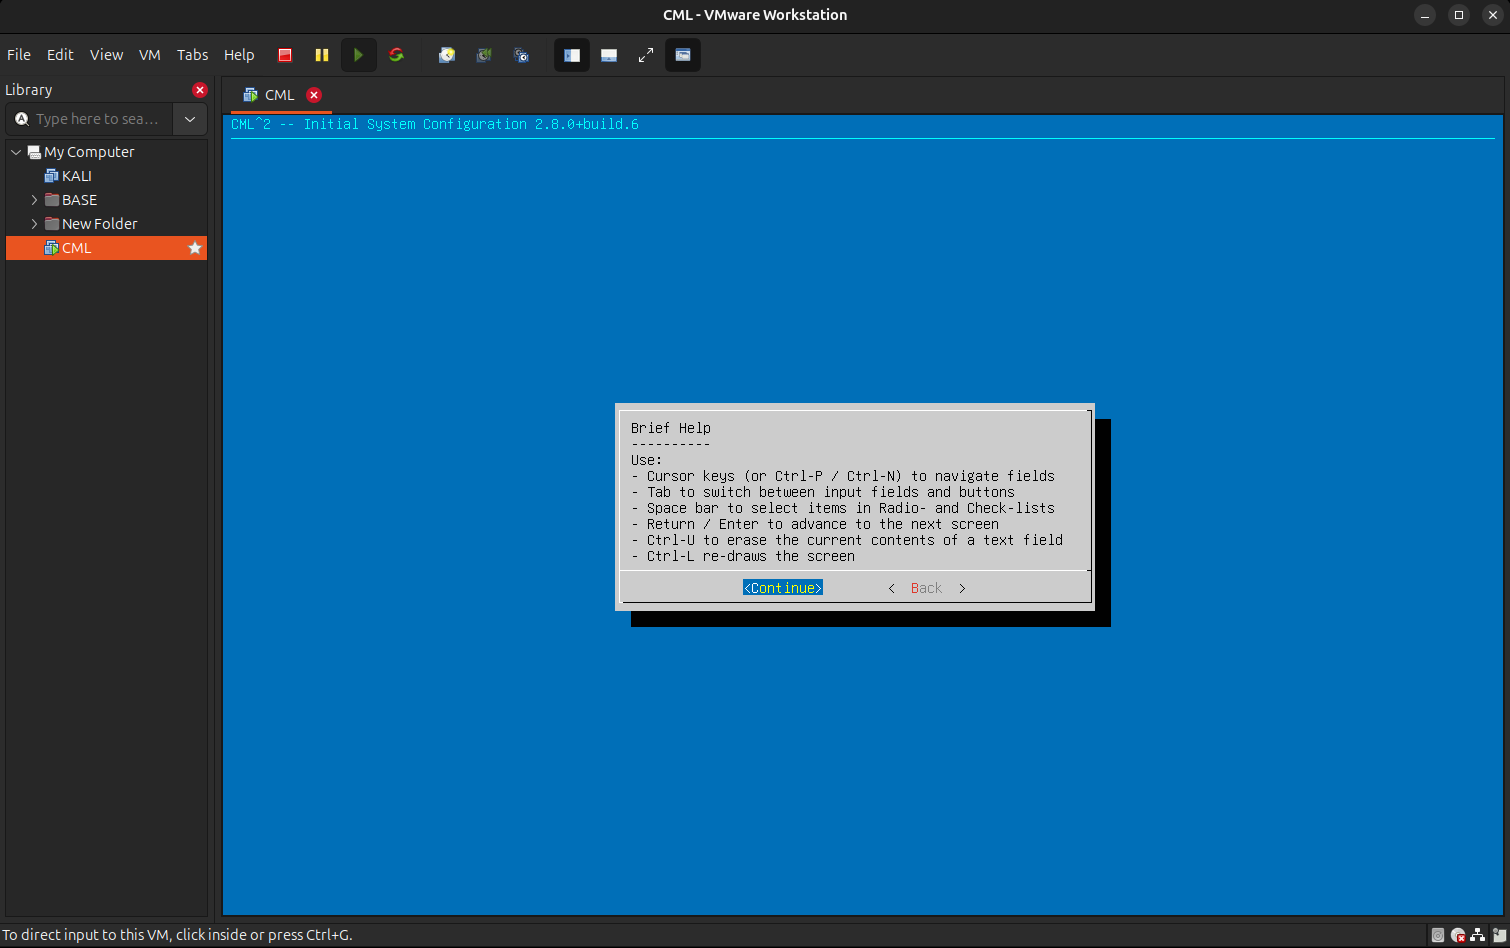 CML - VMware Workstation
File Edit View VM Tabs Help
Library
Type here to sea...
My Computer
KALI
BASE
New Folder
CML
CML
CML^2 -- Initial System Configuration 2.8.0+build.6
Brief Help
----------
Use:
- Cursor keys (or Ctrl-P / Ctrl-N) to navigate fields
- Tab to switch between input fields and buttons
- Space bar to select items in Radio- and Check-lists
- Return / Enter to advance to the next screen
- Ctrl-U to erase the current contents of a text field
- Ctrl-L re-draws the screen
<Continue> < Back >
To direct input to this VM, click inside or press Ctrl+G.